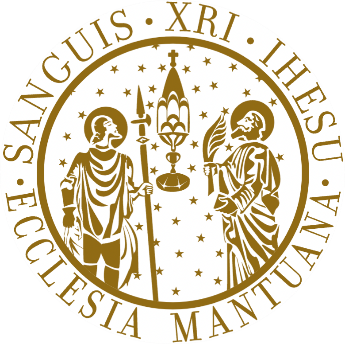 · SANGUIS · XRI · IHESU ·
ECCLESIA MANTUANA